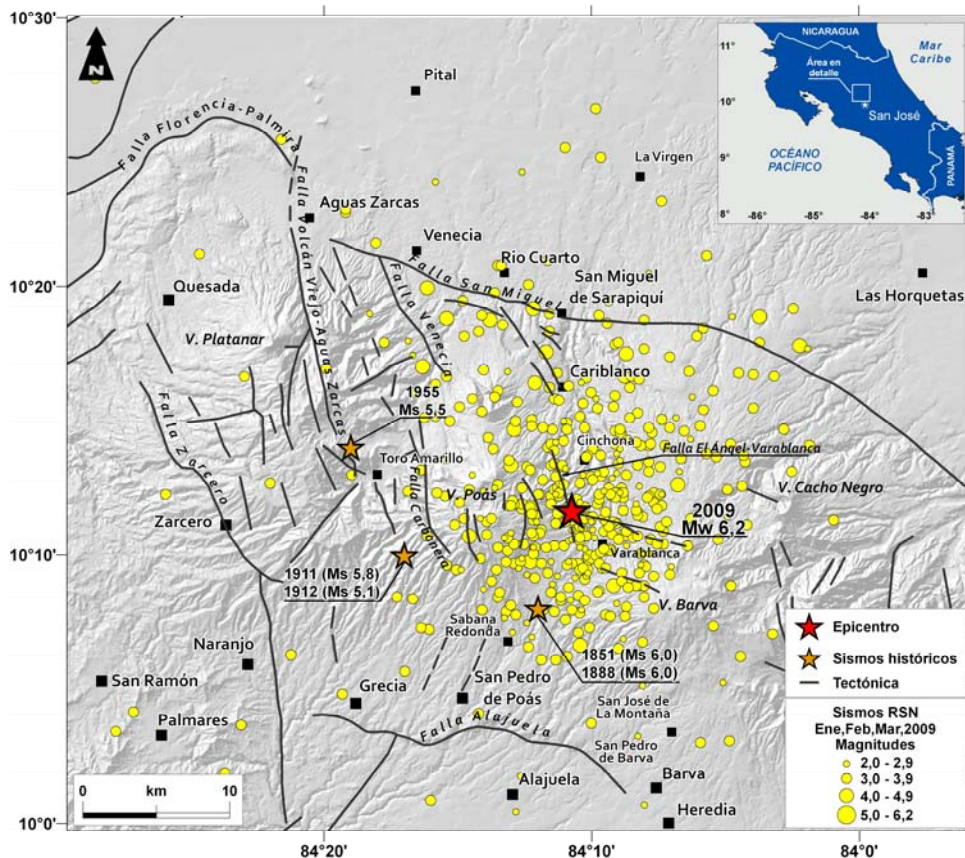 10°30'
N
NICARAGUA
Mar
Caribe
Área en
detalle
San José
OCÉANO
PACÍFICO
PANAMÁ
11°
10°
9°
8°
-86°
-85°
-84°
-83°
Pital
Falla Florencia-Palmira
La Virgen
Aguas Zarcas
Falla Volcán Viejo-Aguas Zarcas
Venecia
Rio Cuarto
10°20'
Quesada
Falla San Miguel
San Miguel
de Sarapiquí
Las Horquetas
Falla Venecia
V. Platanar
Cariblanco
1955
Ms 5,5
Falla Zarcero
Toro Amarillo
Cinchona
Falla El Ángel-Varablanca
Falla Carbonera
V. Poás
V. Cacho Negro
2009
Mw 6,2
Zarcero
10°10'
Varablanca
1911 (Ms 5,8)
1912 (Ms 5,1)
V. Barva
Sabana
Redonda
Naranjo
1851 (Ms 6,0)
1888 (Ms 6,0)
San Ramón
Grecia
San Pedro
de Poás
San José de
La Montaña
Palmares
Falla Alajuela
San Pedro
de Barva
Alajuela
Barva
Heredia
0
km
10
10°0'
84°20'
84°10'
84°0'
Epicentro
Sismos históricos
Tectónica
Sismos RSN
Ene,Feb,Mar,2009
Magnitudes
2,0 - 2,9
3,0 - 3,9
4,0 - 4,9
5,0 - 6,2